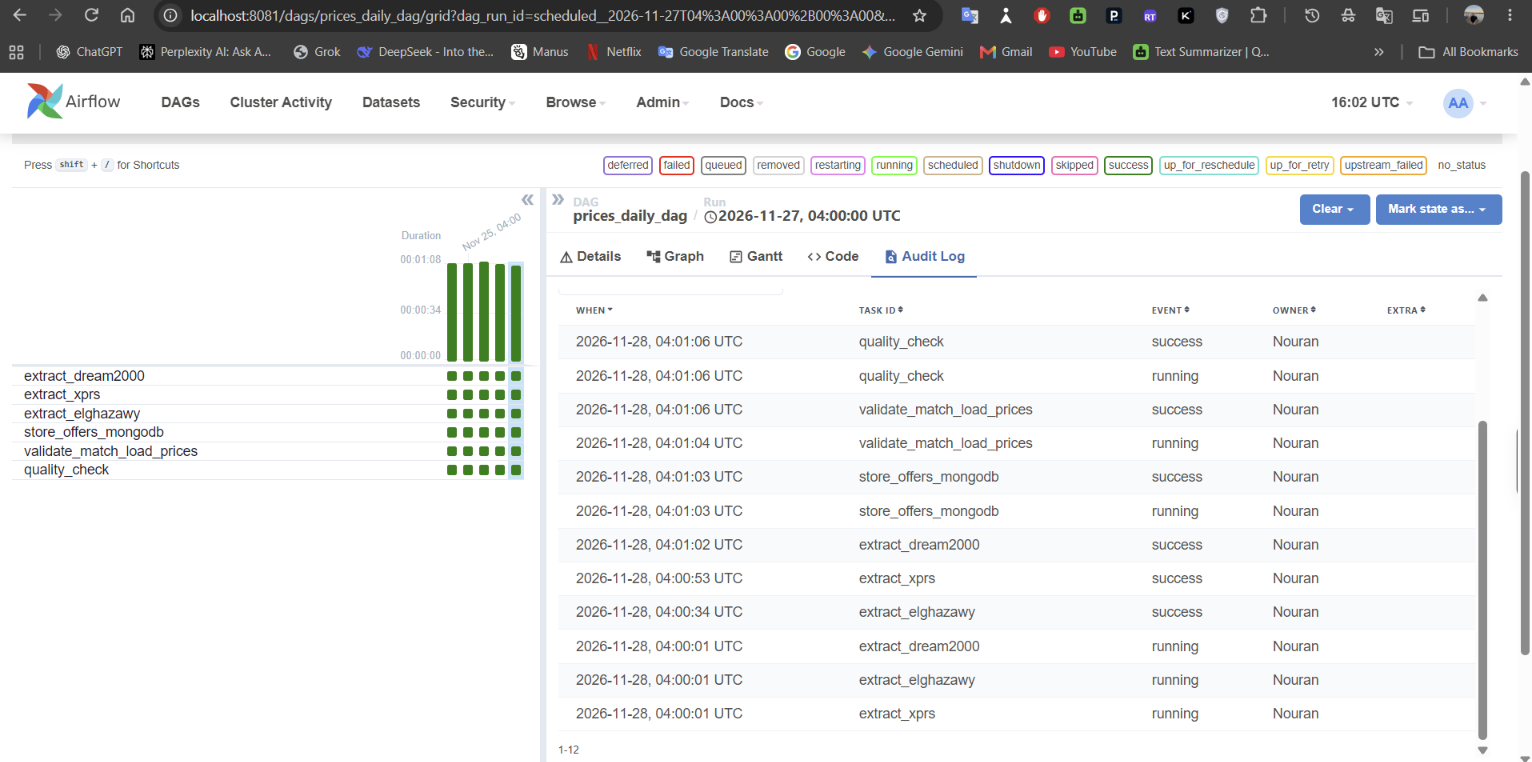 localhost:8081/dags/prices_daily_dag/grid?dag_run_id=scheduled__2026-11-27T04%3A00%3A00%2B00%3A00&...
ChatGPT Perplexity AI: Ask A... Grok DeepSeek - Into the... Manus Netflix Google Translate Google Google Gemini Gmail YouTube Text Summarizer | Q... » All Bookmarks
Airflow DAGs Cluster Activity Datasets Security Browse Admin Docs 16:02 UTC AA
Press shift + / for Shortcuts deferred failed queued removed restarting running scheduled shutdown skipped success up_for_reschedule up_for_retry upstream_failed no_status
DAG
prices_daily_dag / Run
2026-11-27, 04:00:00 UTC
Clear Mark state as...
Details Graph Gantt Code Audit Log
Duration
Nov 25, 04:00
00:01:08
00:00:34
00:00:00
extract_dream2000
extract_xprs
extract_elghazawy
store_offers_mongodb
validate_match_load_prices
quality_check
WHEN TASK ID EVENT OWNER EXTRA
2026-11-28, 04:01:06 UTC quality_check success Nouran
2026-11-28, 04:01:06 UTC quality_check running Nouran
2026-11-28, 04:01:06 UTC validate_match_load_prices success Nouran
2026-11-28, 04:01:04 UTC validate_match_load_prices running Nouran
2026-11-28, 04:01:03 UTC store_offers_mongodb success Nouran
2026-11-28, 04:01:03 UTC store_offers_mongodb running Nouran
2026-11-28, 04:01:02 UTC extract_dream2000 success Nouran
2026-11-28, 04:00:53 UTC extract_xprs success Nouran
2026-11-28, 04:00:34 UTC extract_elghazawy success Nouran
2026-11-28, 04:00:01 UTC extract_dream2000 running Nouran
2026-11-28, 04:00:01 UTC extract_elghazawy running Nouran
2026-11-28, 04:00:01 UTC extract_xprs running Nouran
1-12